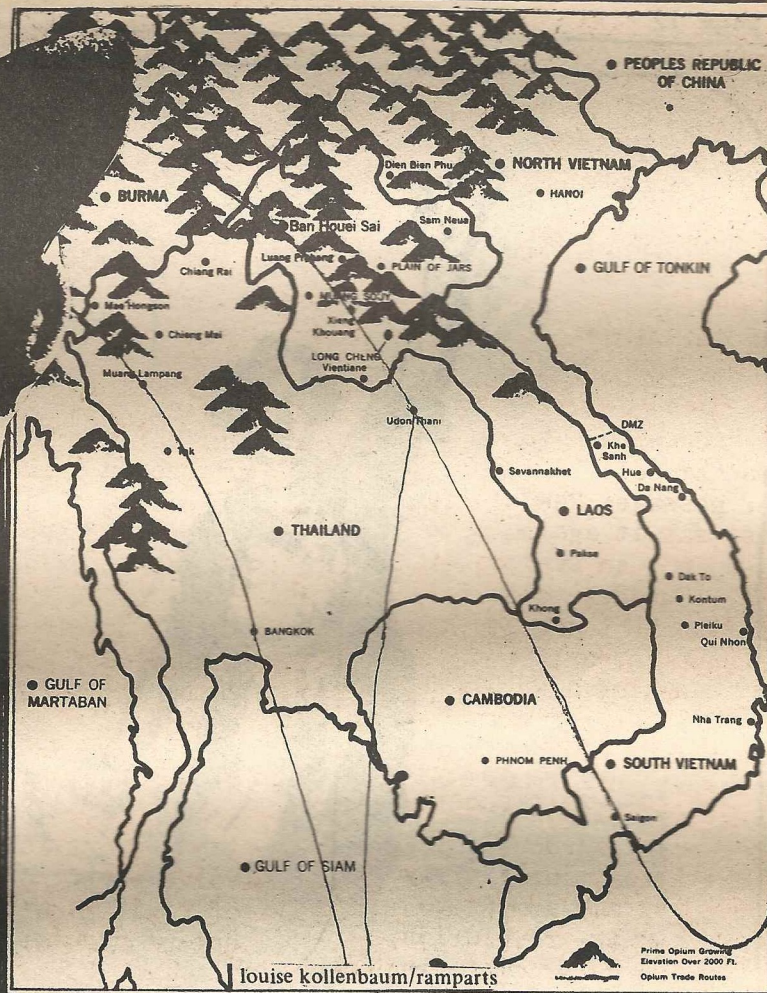 PEOPLES REPUBLIC
OF CHINA
Dien Bien Phu
NORTH VIETNAM
BURMA
HANOI
Sam Neua
Ban Houei Sai
Luang Prabang
Chiang Rai
PLAIN OF JARS
GULF OF TONKIN
Mae Hongson
MUONG SOUY
Xieng
Khouang
Chieng Mai
LONG CHENG
Vientiane
Muang Lampang
Udon Thani
DMZ
Khe
Sanh
Tak
Savannakhet
Hue
Da Nang
LAOS
THAILAND
Pakse
Dak To
Kontum
Khong
Pleiku
BANGKOK
Qui Nhon
GULF OF
MARTABAN
CAMBODIA
Nha Trang
PHNOM PENH
SOUTH VIETNAM
Saigon
GULF OF SIAM
Prime Opium Growing
Elevation Over 2000 Ft.
Opium Trade Routes
louise kollenbaum/ramparts